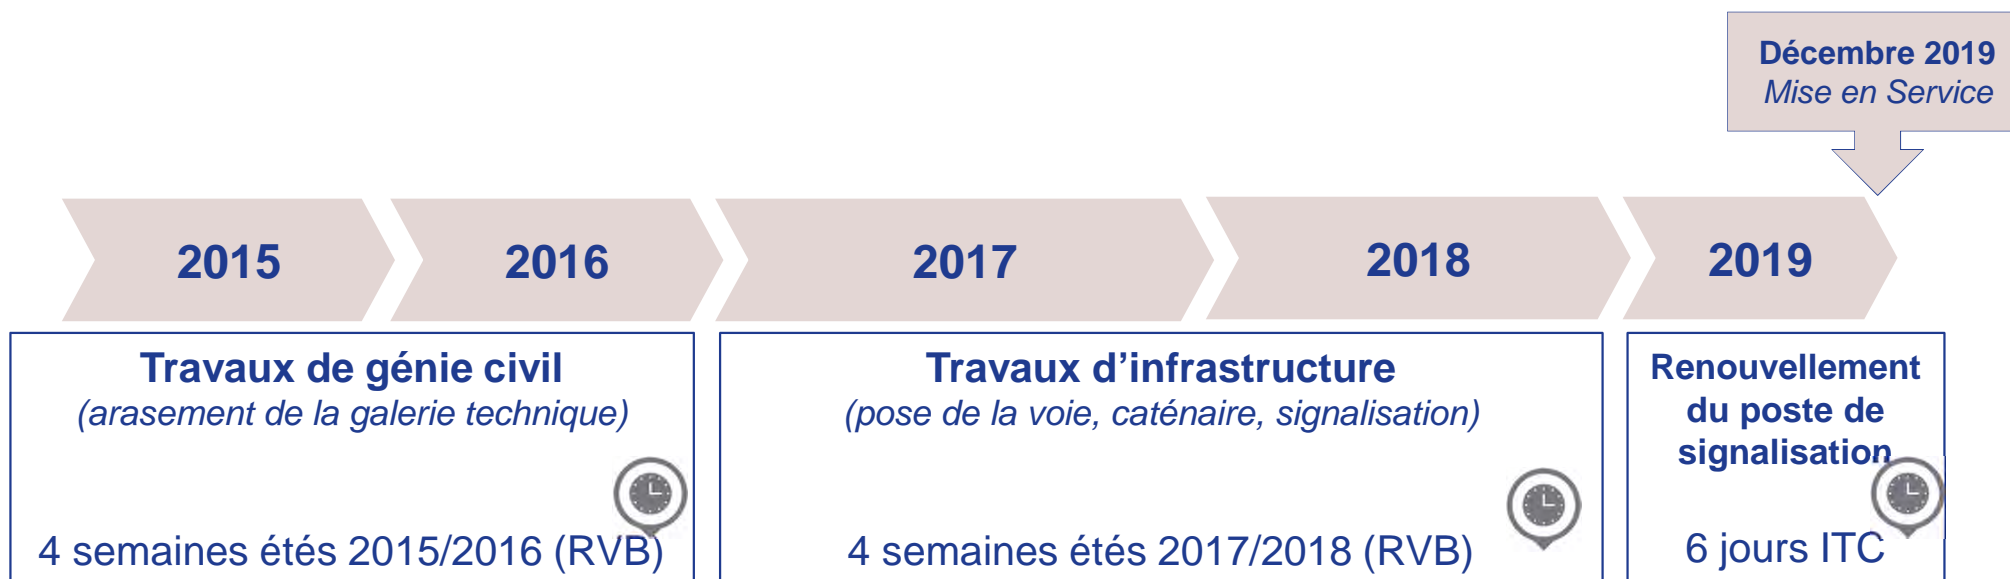 Décembre 2019
Mise en Service
2015
2016
2017
2018
2019
Travaux de génie civil
(arasement de la galerie technique)
4 semaines étés 2015/2016 (RVB)
Travaux d’infrastructure
(pose de la voie, caténaire, signalisation)
4 semaines étés 2017/2018 (RVB)
Renouvellement
du poste de
signalisation
6 jours ITC